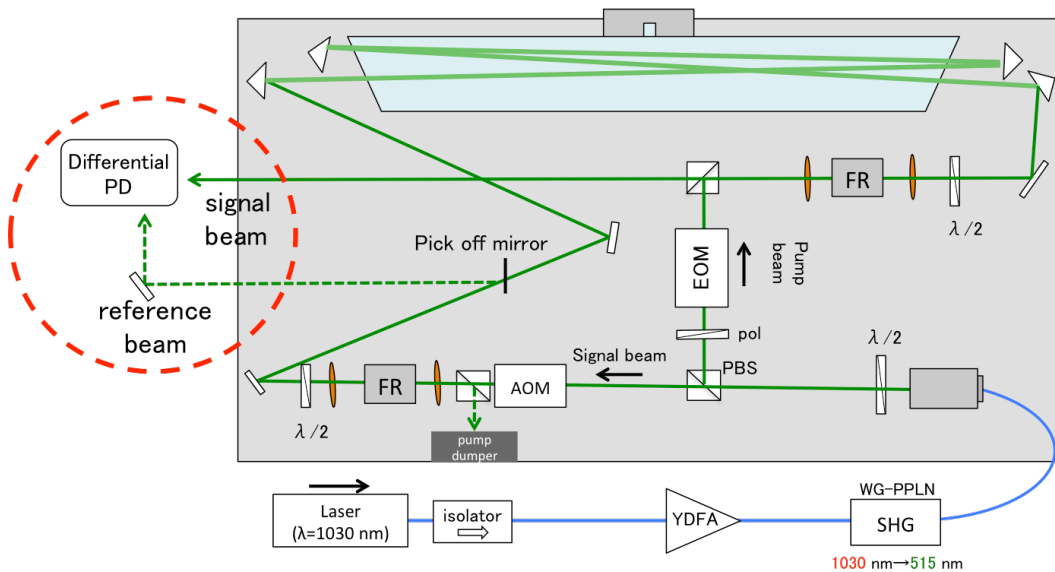 Differential
PD
signal
beam
FR
λ/2
Pick off mirror
EOM
Pump
beam
reference
beam
pol
Signal beam
PBS
λ/2
FR
AOM
λ/2
pump
dumper
Laser
(λ=1030 nm)
isolator
YDFA
WG-PPLN
SHG
1030 nm→515 nm